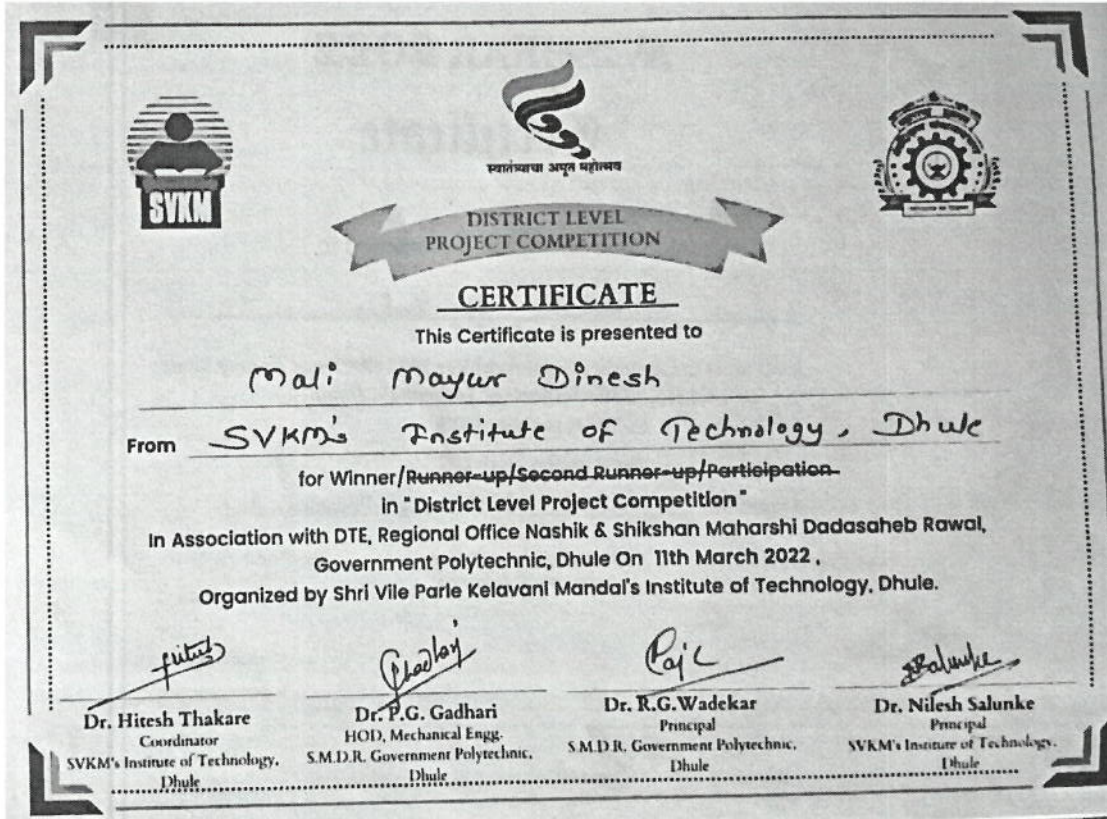 SVKM
स्वातंत्र्याचा अमृत महोत्सव
DISTRICT LEVEL
PROJECT COMPETITION
CERTIFICATE
This Certificate is presented to
Mali Mayur Dinesh
From SVKM's Institute of Technology, Dhule
for Winner/Runner-up/Second Runner-up/Participation
in "District Level Project Competition"
In Association with DTE, Regional Office Nashik & Shikshan Maharshi Dadasaheb Rawal,
Government Polytechnic, Dhule On 11th March 2022,
Organized by Shri Vile Parle Kelavani Mandal's Institute of Technology, Dhule.
Dr. Hitesh Thakare
Coordinator
SVKM's Institute of Technology,
Dhule
Dr. P.G. Gadhari
HOD, Mechanical Engg.
S.M.D.R. Government Polytechnic,
Dhule
Dr. R.G.Wadekar
Principal
S.M.D.R. Government Polytechnic,
Dhule
Dr. Nilesh Salunke
Principal
SVKM's Institute of Technology,
Dhule